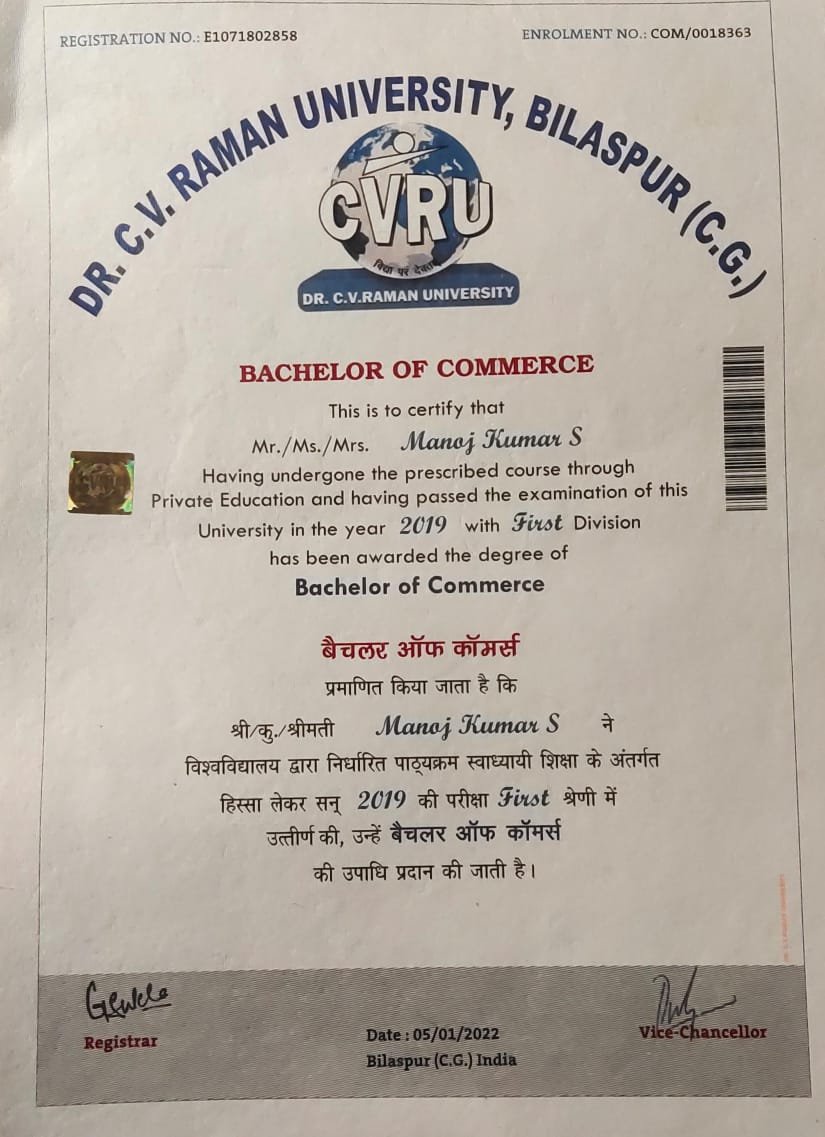 REGISTRATION NO.: E1071802858
ENROLMENT NO.: COM/0018363
DR. C.V. RAMAN UNIVERSITY, BILASPUR (C.G.)
CVRU
विद्या परं देवता
DR. C.V.RAMAN UNIVERSITY
BACHELOR OF COMMERCE
This is to certify that
Mr./Ms./Mrs. Manoj Kumar S
CVRU
Having undergone the prescribed course through
Private Education and having passed the examination of this
University in the year 2019 with First Division
has been awarded the degree of
Bachelor of Commerce
बैचलर ऑफ कॉमर्स
प्रमाणित किया जाता है कि
श्री/कु./श्रीमती Manoj Kumar S ने
विश्वविद्यालय द्वारा निर्धारित पाठ्यक्रम स्वाध्यायी शिक्षा के अंतर्गत
हिस्सा लेकर सन् 2019 की परीक्षा First श्रेणी में
उत्तीर्ण की, उन्हें बैचलर ऑफ कॉमर्स
की उपाधि प्रदान की जाती है।
Registrar
Date : 05/01/2022
Bilaspur (C.G.) India
Vice-Chancellor